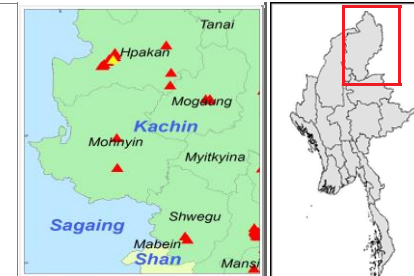 Tanai
Hpakan
Mogaung
Kachin
Mohnyin
Myitkyina
Shwegu
Sagaing
Mabein
Shan
Mansi